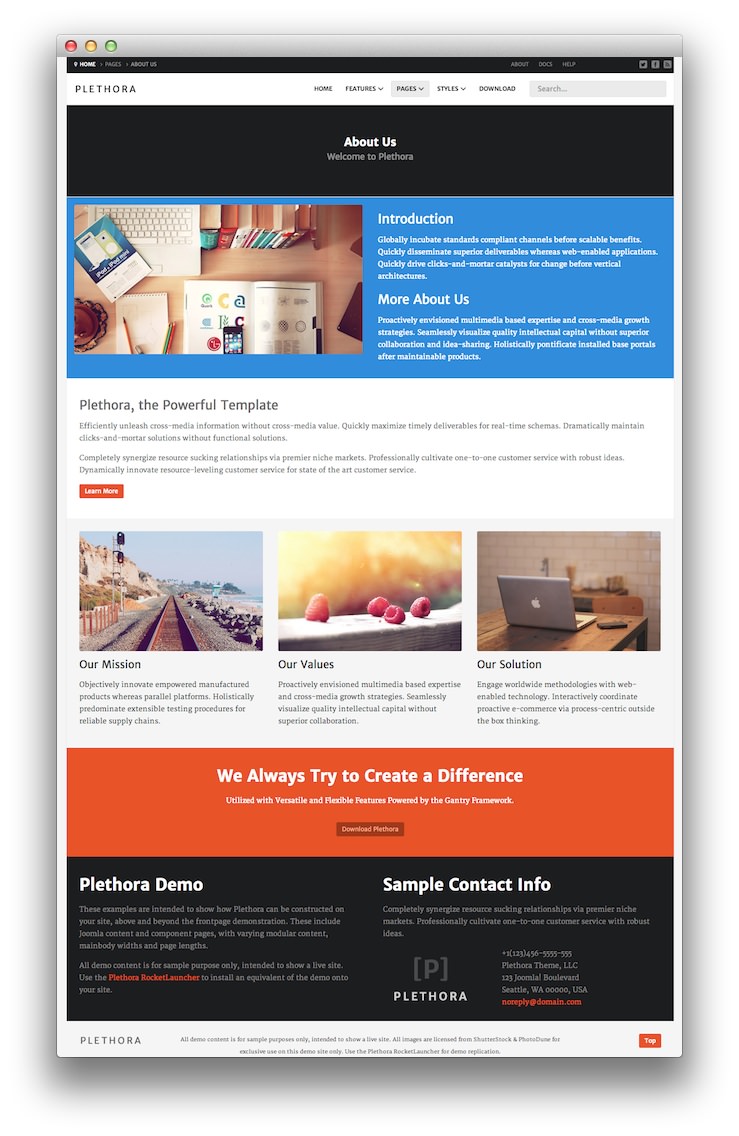 HOME › PAGES › ABOUT US
ABOUT DOCS HELP
PLETHORA
HOME FEATURES PAGES STYLES DOWNLOAD Search...
About Us
Welcome to Plethora
Introduction
Globally incubate standards compliant channels before scalable benefits.
Quickly disseminate superior deliverables whereas web-enabled applications.
Quickly drive clicks-and-mortar catalysts for change before vertical
architectures.
More About Us
Proactively envisioned multimedia based expertise and cross-media growth
strategies. Seamlessly visualize quality intellectual capital without superior
collaboration and idea-sharing. Holistically pontificate installed base portals
after maintainable products.
Plethora, the Powerful Template
Efficiently unleash cross-media information without cross-media value. Quickly maximize timely deliverables for real-time schemas. Dramatically maintain
clicks-and-mortar solutions without functional solutions.
Completely synergize resource sucking relationships via premier niche markets. Professionally cultivate one-to-one customer service with robust ideas.
Dynamically innovate resource-leveling customer service for state of the art customer service.
Learn More
Our Mission
Objectively innovate empowered manufactured
products whereas parallel platforms. Holistically
predominate extensible testing procedures for
reliable supply chains.
Our Values
Proactively envisioned multimedia based expertise
and cross-media growth strategies. Seamlessly
visualize quality intellectual capital without
superior collaboration.
Our Solution
Engage worldwide methodologies with web-
enabled technology. Interactively coordinate
proactive e-commerce via process-centric outside
the box thinking.
We Always Try to Create a Difference
Utilized with Versatile and Flexible Features Powered by the Gantry Framework.
Download Plethora
Plethora Demo
These examples are intended to show how Plethora can be constructed on
your site, above and beyond the frontpage demonstration. These include
Joomla content and component pages, with varying modular content,
mainbody widths and page lengths.
All demo content is for sample purpose only, intended to show a live site.
Use the Plethora RocketLauncher to install an equivalent of the demo onto
your site.
Sample Contact Info
Completely synergize resource sucking relationships via premier niche
markets. Professionally cultivate one-to-one customer service with robust
ideas.
[P]
PLETHORA
+1(123)456-5555-555
Plethora Theme, LLC
123 Joomla! Boulevard
Seattle, WA 00000, USA
noreply@domain.com
PLETHORA
All demo content is for sample purposes only, intended to show a live site. All images are licensed from ShutterStock & PhotoDune for
exclusive use on this demo site only. Use the Plethora RocketLauncher for demo replication.
Top